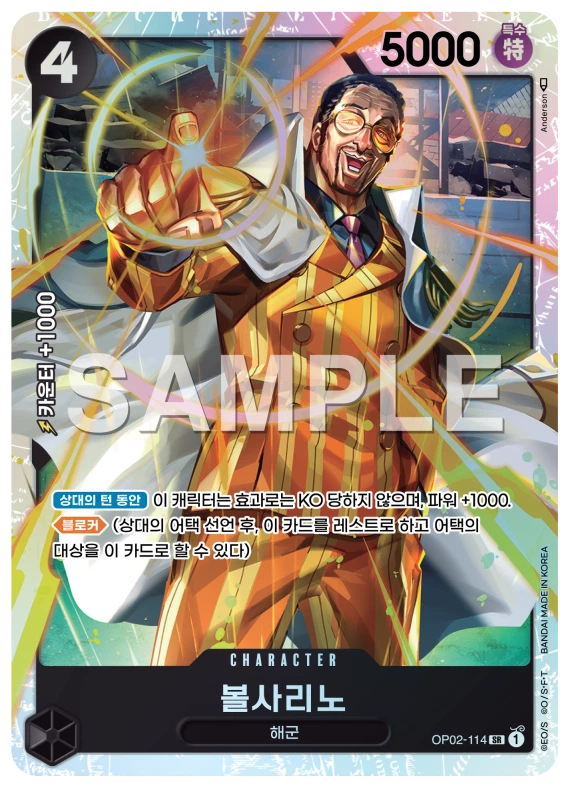 4
5000
특수
特
Anderson
카운터 +1000
SAMPLE
상대의 턴 동안 이 캐릭터는 효과로는 KO 당하지 않으며, 파워 +1000.
블로커 (상대의 어택 선언 후, 이 카드를 레스트로 하고 어택의
대상을 이 카드로 할 수 있다)
CHARACTER
볼사리노
해군
OP02-114 SR 1
©EO/S ©O/S·F·T BANDAI MADE IN KOREA